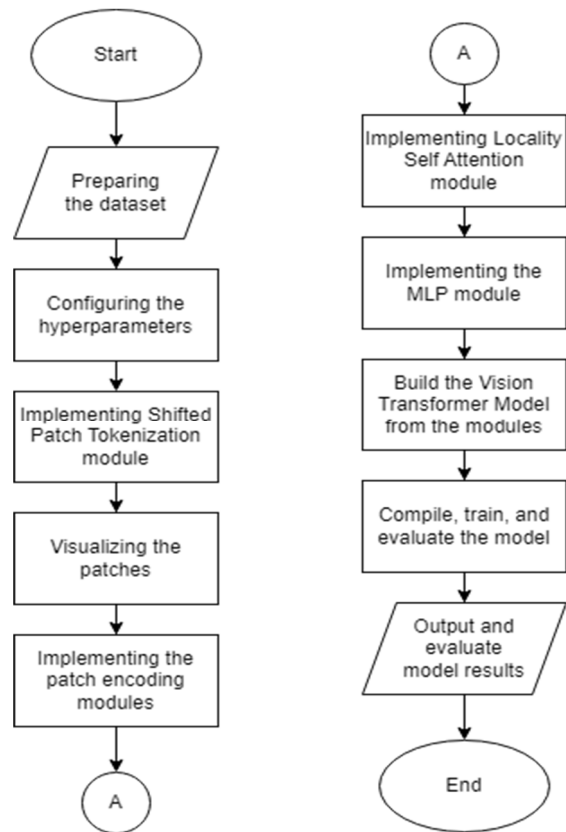 Start
Preparing
the dataset
Configuring the
hyperparameters
Implementing Shifted
Patch Tokenization
module
Visualizing the
patches
Implementing the
patch encoding
modules
A
A
Implementing Locality
Self Attention
module
Implementing the
MLP module
Build the Vision
Transformer Model
from the modules
Compile, train, and
evaluate the model
Output and
evaluate
model results
End